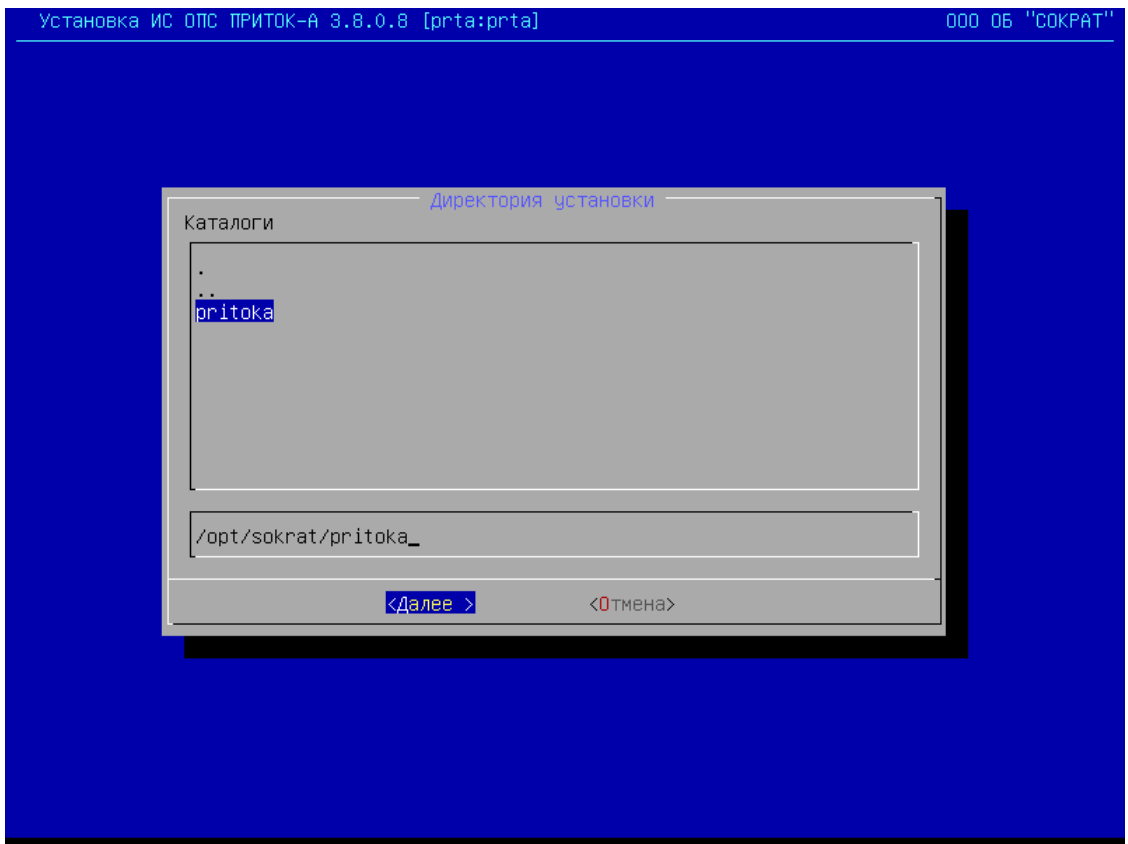 Установка ИС ОПС ПРИТОК-А 3.8.0.8 [prta:prta] ООО ОБ "СОКРАТ"
Директория установки
Каталоги
.
..
pritoka
/opt/sokrat/pritoka_
<Далее > <Отмена>